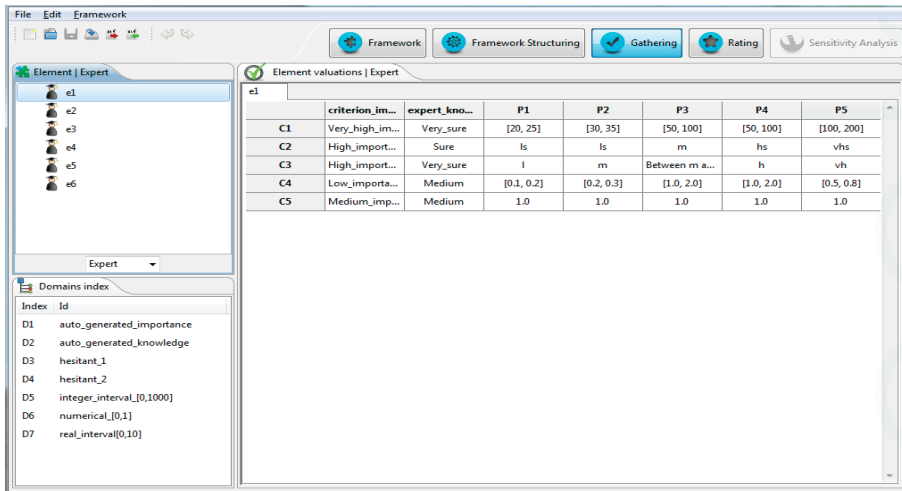 File Edit Framework
Framework Framework Structuring Gathering Rating Sensitivity Analysis
Element | Expert
e1
e2
e3
e4
e5
e6
Expert
Domains index
Index Id
D1 auto_generated_importance
D2 auto_generated_knowledge
D3 hesitant_1
D4 hesitant_2
D5 integer_interval_[0,1000]
D6 numerical_[0,1]
D7 real_interval[0,10]
Element valuations | Expert
e1
criterion_im... expert_kno... P1 P2 P3 P4 P5
C1 Very_high_im... Very_sure [20, 25] [30, 35] [50, 100] [50, 100] [100, 200]
C2 High_import... Sure ls ls m hs vhs
C3 High_import... Very_sure l m Between m a... h vh
C4 Low_importa... Medium [0.1, 0.2] [0.2, 0.3] [1.0, 2.0] [1.0, 2.0] [0.5, 0.8]
C5 Medium_imp... Medium 1.0 1.0 1.0 1.0 1.0